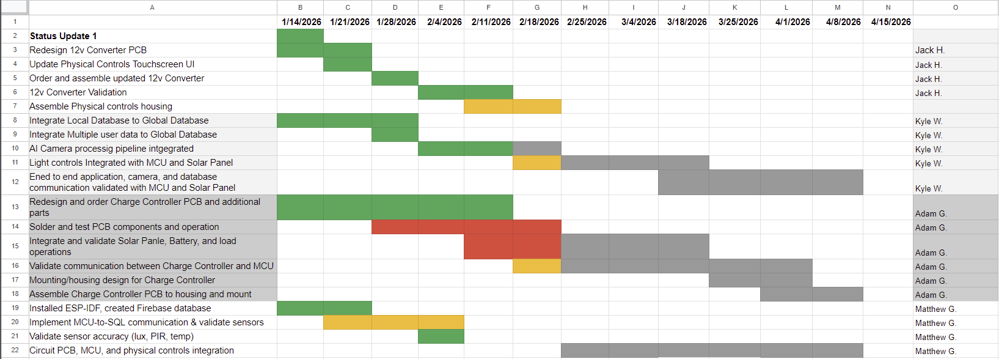 A B C D E F G H I J K L M N O
1 1/14/2026 1/21/2026 1/28/2026 2/4/2026 2/11/2026 2/18/2026 2/25/2026 3/4/2026 3/18/2026 3/25/2026 4/1/2026 4/8/2026 4/15/2026
2 Status Update 1
3 Redesign 12v Converter PCB Jack H.
4 Update Physical Controls Touchscreen UI Jack H.
5 Order and assemble updated 12v Converter Jack H.
6 12v Converter Validation Jack H.
7 Assemble Physical controls housing
8 Integrate Local Database to Global Database Kyle W.
9 Integrate Multiple user data to Global Database Kyle W.
10 AI Camera processig pipeline intgegrated Kyle W.
11 Light controls Integrated with MCU and Solar Panel Kyle W.
12 Ened to end application, camera, and database
communication validated with MCU and Solar Panel Kyle W.
13 Redesign and order Charge Controller PCB and additional
parts Adam G.
14 Solder and test PCB components and operation Adam G.
15 Integrate and validate Solar Panle, Battery, and load
operations Adam G.
16 Validate communication between Charge Controller and MCU Adam G.
17 Mounting/housing design for Charge Controller Adam G.
18 Assemble Charge Controller PCB to housing and mount Adam G.
19 Installed ESP-IDF, created Firebase database Matthew G.
20 Implement MCU-to-SQL communication & validate sensors Matthew G.
21 Validate sensor accuracy (lux, PIR, temp) Matthew G.
22 Circuit PCB, MCU, and physical controls integration Matthew G.